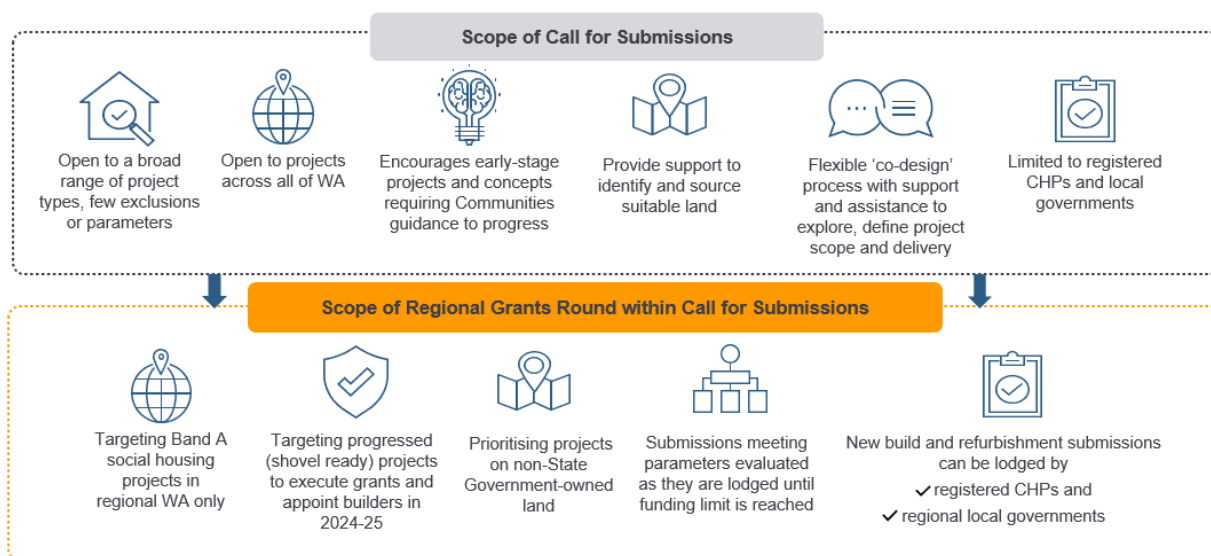 Scope of Call for Submissions
Open to a broad
range of project
types, few exclusions
or parameters
Open to projects
across all of WA
Encourages early-stage
projects and concepts
requiring Communities
guidance to progress
Provide support to
identify and source
suitable land
Flexible ‘co-design’
process with support
and assistance to
explore, define project
scope and delivery
Limited to registered
CHPs and local
governments
Scope of Regional Grants Round within Call for Submissions
Targeting Band A
social housing
projects in
regional WA only
Targeting progressed
(shovel ready) projects
to execute grants and
appoint builders in
2024-25
Prioritising projects
on non-State
Government-owned
land
Submissions meeting
parameters evaluated
as they are lodged until
funding limit is reached
New build and refurbishment submissions
can be lodged by
✓ registered CHPs and
✓ regional local governments